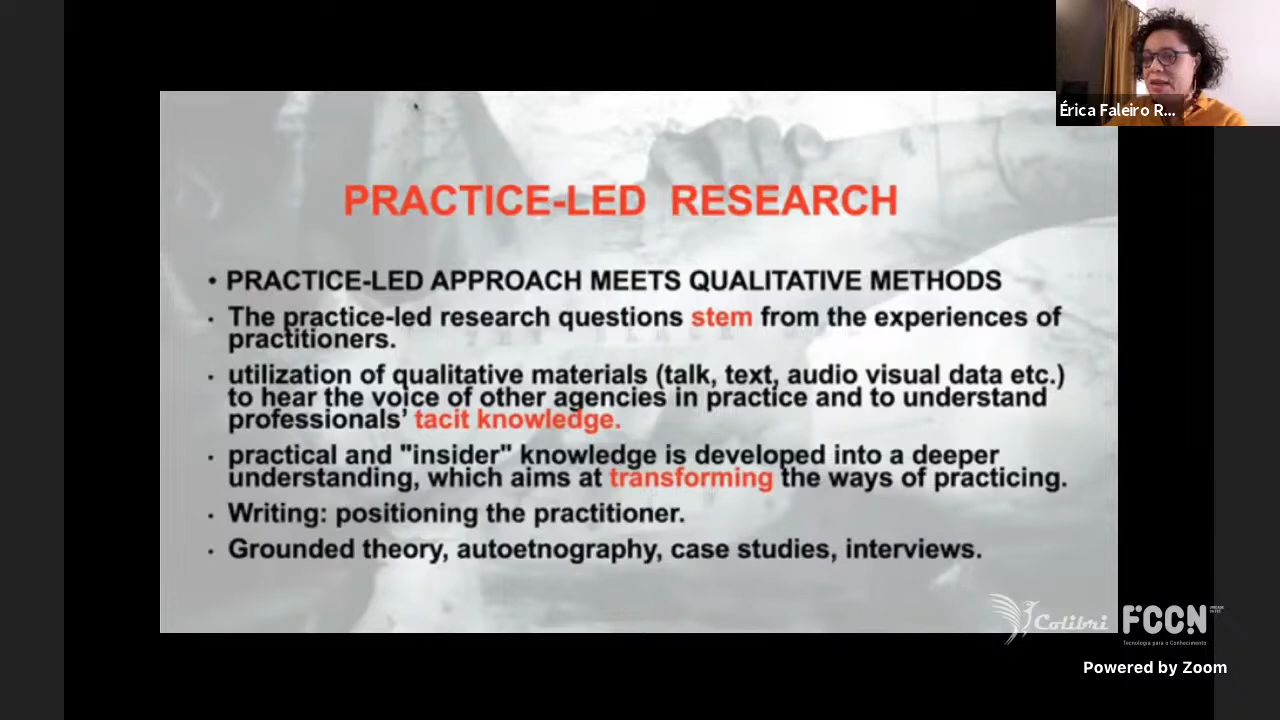 Érica Faleiro R...
PRACTICE-LED RESEARCH
• PRACTICE-LED APPROACH MEETS QUALITATIVE METHODS
• The practice-led research questions stem from the experiences of
practitioners.
• utilization of qualitative materials (talk, text, audio visual data etc.)
to hear the voice of other agencies in practice and to understand
professionals’ tacit knowledge.
• practical and "insider" knowledge is developed into a deeper
understanding, which aims at transforming the ways of practicing.
• Writing: positioning the practitioner.
• Grounded theory, autoetnography, case studies, interviews.
Colibri FCCN
Tecnologia para o Conhecimento
Powered by Zoom